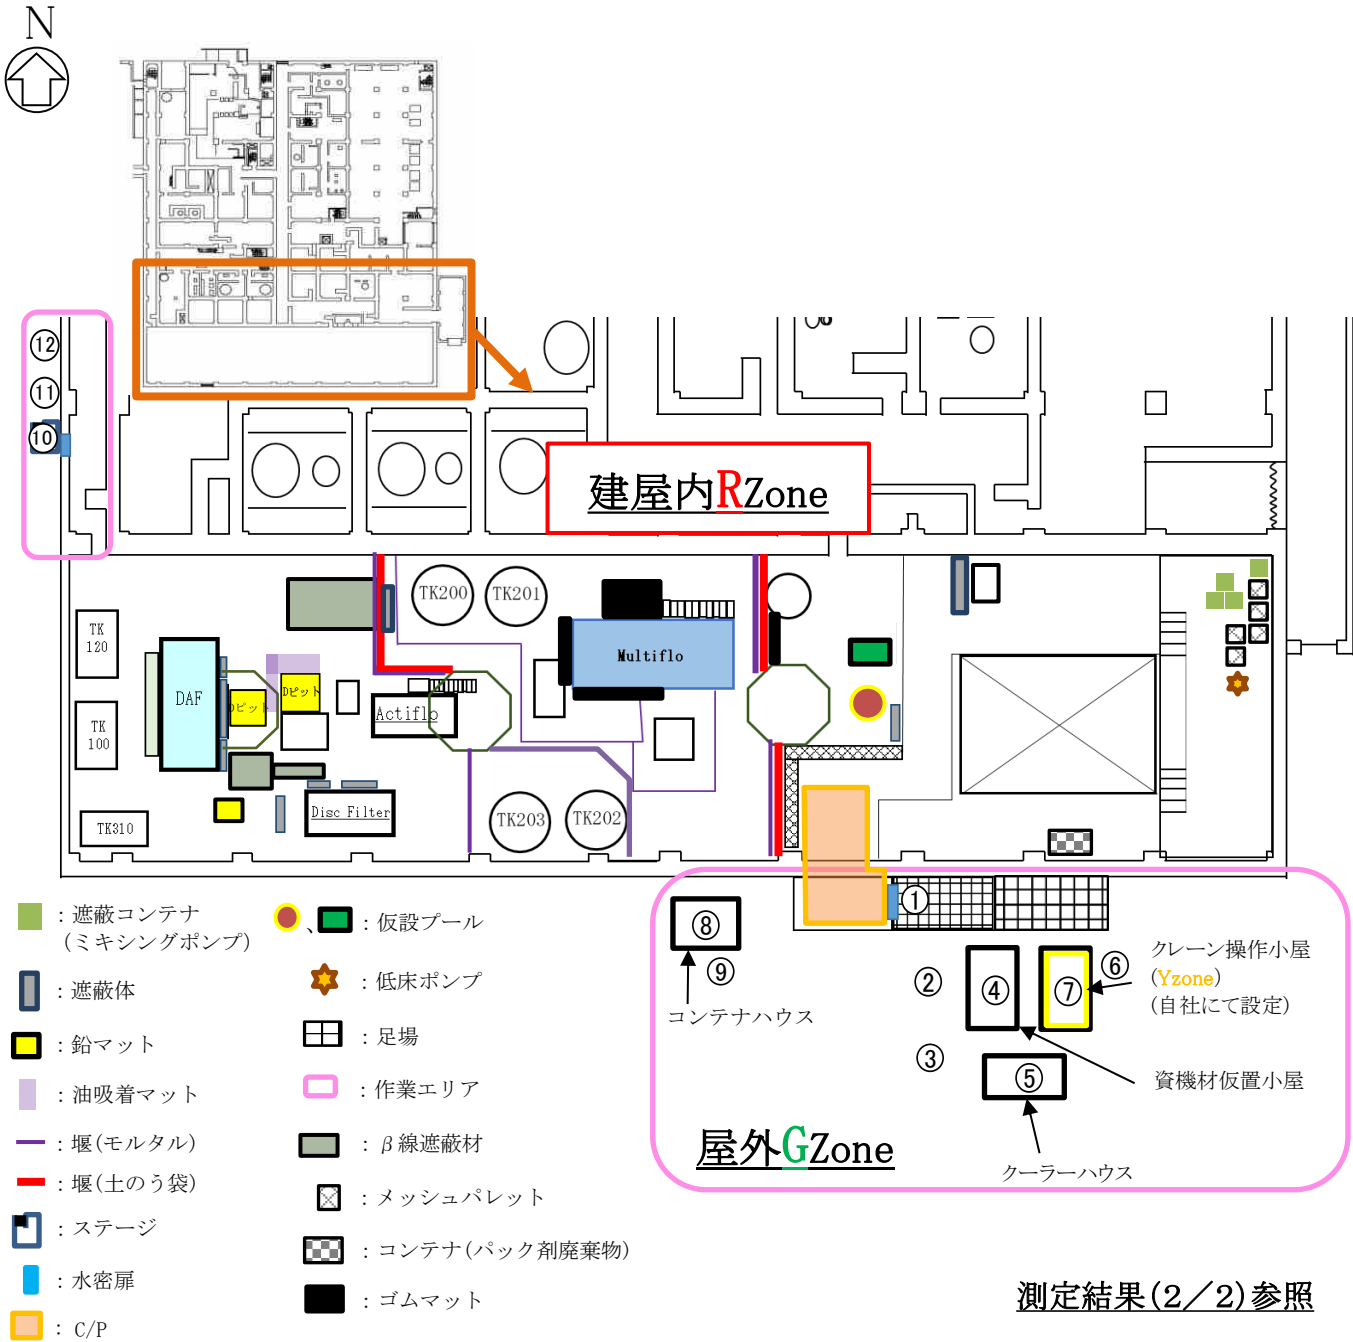 N
⑫
⑪
⑩
建屋内RZone
TK200
TK201
TK
120
Multiflo
DAF
Dピット
Dピット
TK
100
Actiflo
Disc Filter
TK310
TK203
TK202
①
⑧
⑨
コンテナハウス
②
④
⑦
⑥
クレーン操作小屋
(Yzone)
(自社にて設定)
③
⑤
資機材仮置小屋
クーラーハウス
屋外GZone
:遮蔽コンテナ
(ミキシングポンプ)
:遮蔽体
:鉛マット
:油吸着マット
:堰(モルタル)
:堰(土のう袋)
:ステージ
:水密扉
: C/P
、
:仮設プール
:低床ポンプ
:足場
:作業エリア
:β線遮蔽材
:メッシュパレット
:コンテナ(パック剤廃棄物)
:ゴムマット
測定結果(2/2)参照